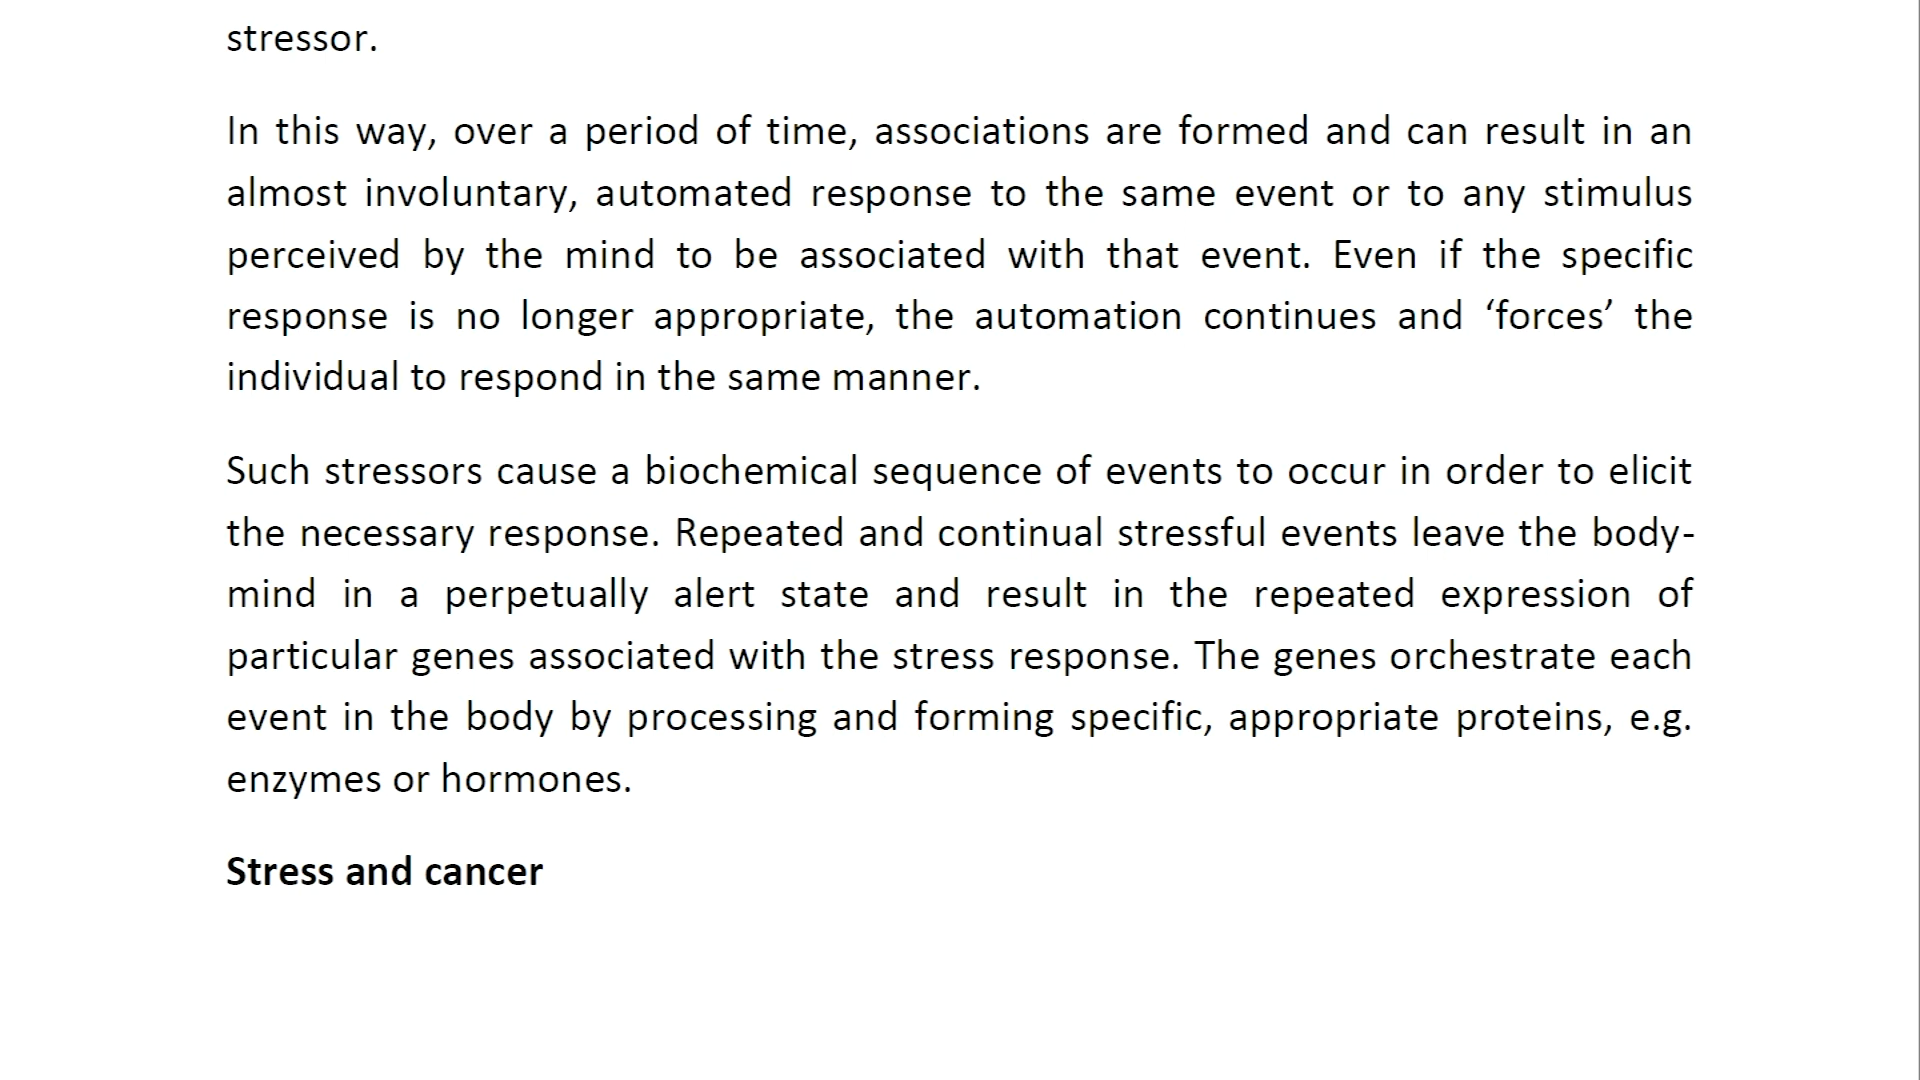 stressor.
In this way, over a period of time, associations are formed and can result in an
almost involuntary, automated response to the same event or to any stimulus
perceived by the mind to be associated with that event. Even if the specific
response is no longer appropriate, the automation continues and ‘forces’ the
individual to respond in the same manner.
Such stressors cause a biochemical sequence of events to occur in order to elicit
the necessary response. Repeated and continual stressful events leave the body-
mind in a perpetually alert state and result in the repeated expression of
particular genes associated with the stress response. The genes orchestrate each
event in the body by processing and forming specific, appropriate proteins, e.g.
enzymes or hormones.
Stress and cancer